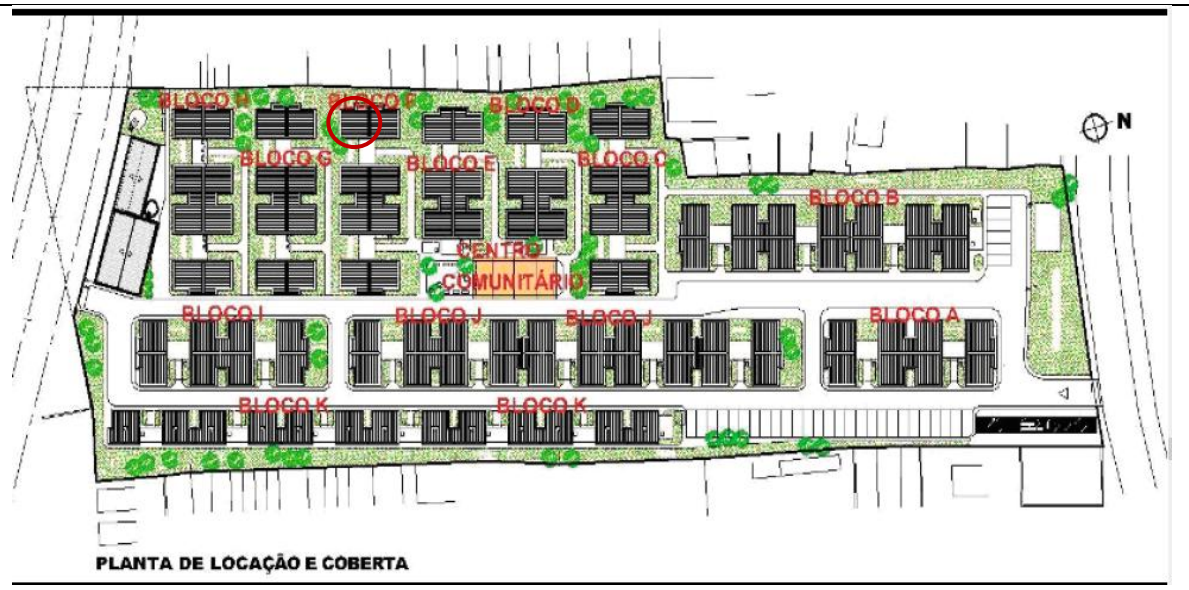 BLOCO H BLOCO F BLOCO D
N
BLOCO G BLOCO E BLOCO C
BLOCO B
CENTRO
COMUNITÁRIO
BLOCO I BLOCO J BLOCO J BLOCO A
BLOCO K BLOCO K
PLANTA DE LOCAÇÃO E COBERTA